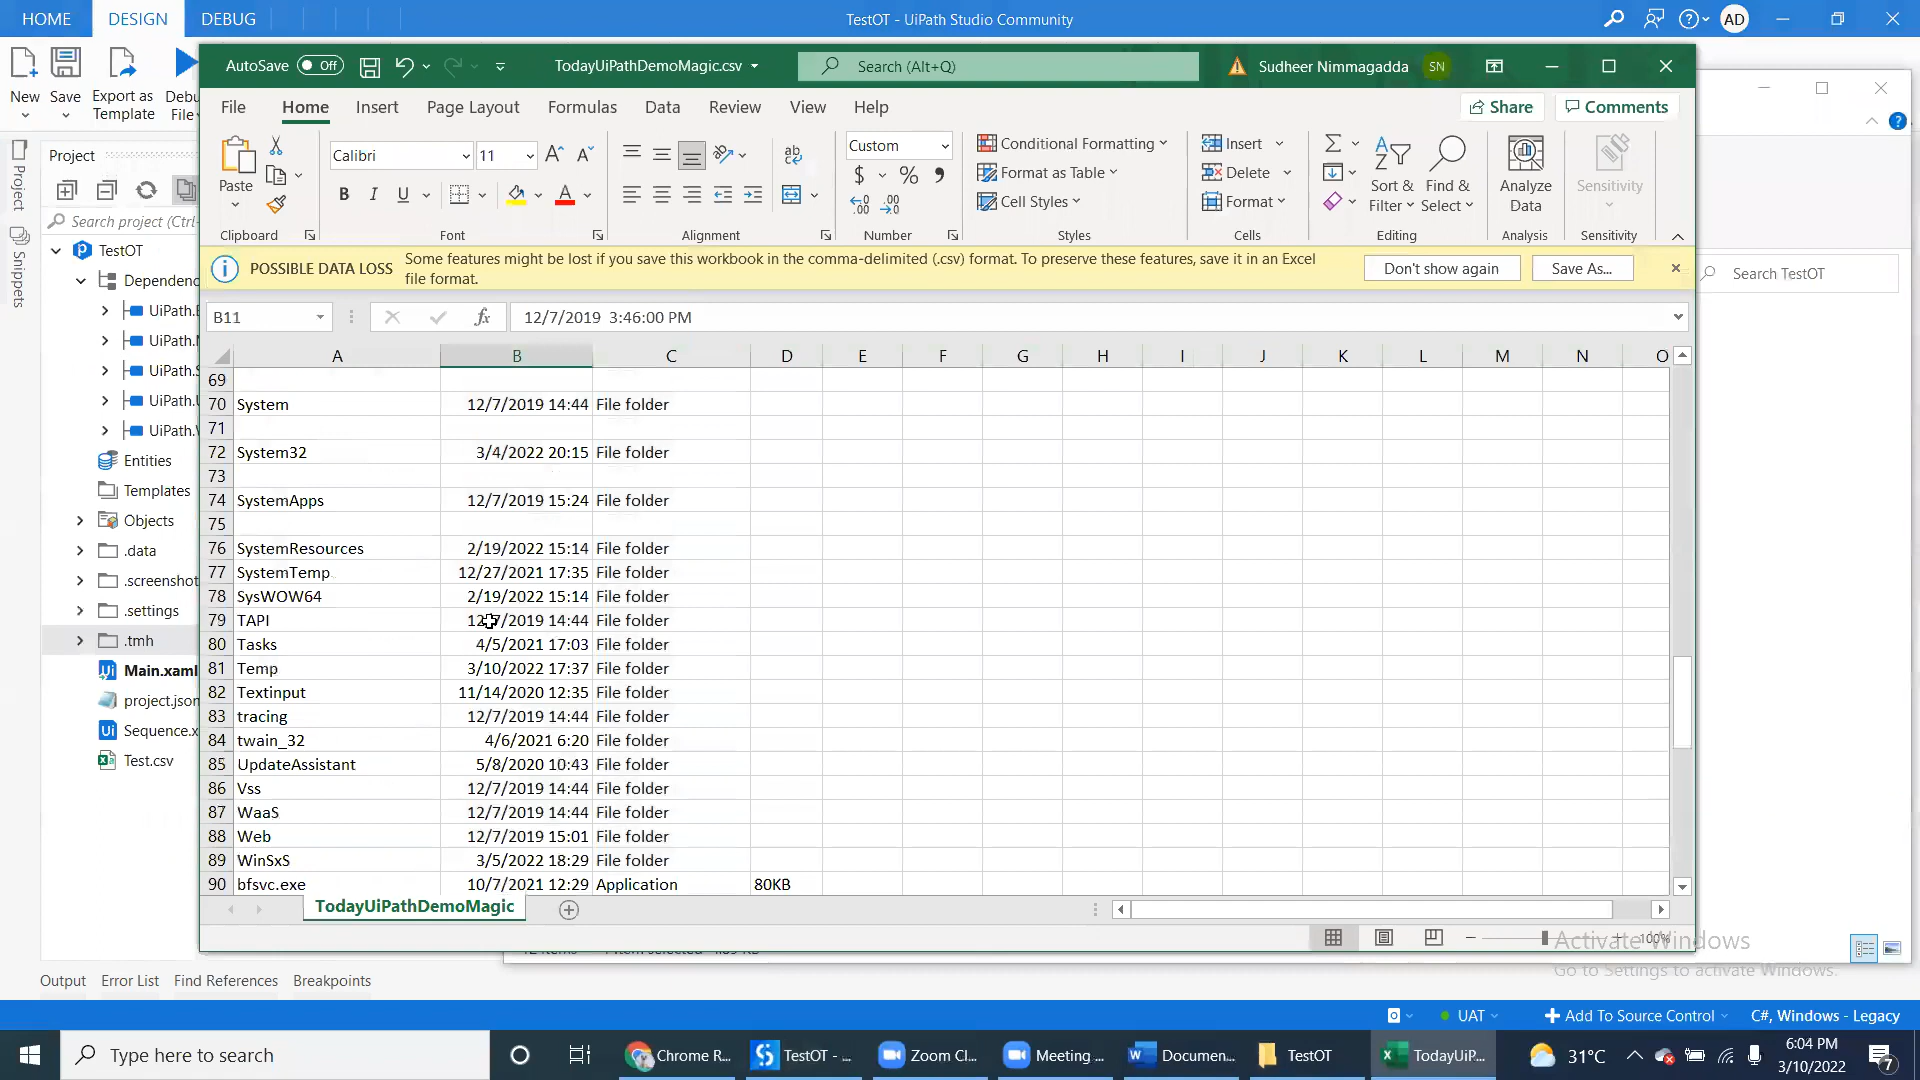 HOME DESIGN DEBUG TestOT - UiPath Studio Community AD
New Save Export as Template Debu File
AutoSave Off TodayUiPathDemoMagic.csv Search (Alt+Q) Sudheer Nimmagadda SN
File Home Insert Page Layout Formulas Data Review View Help Share Comments
Paste Calibri 11 Custom Conditional Formatting Insert
Format as Table Delete Sort & Filter Find & Select Analyze Data Sensitivity
B I U Cell Styles Format
Clipboard Font Alignment Number Styles Cells Editing Analysis Sensitivity
POSSIBLE DATA LOSS Some features might be lost if you save this workbook in the comma-delimited (.csv) format. To preserve these features, save it in an Excel
file format. Don't show again Save As...
B11 fx 12/7/2019 3:46:00 PM
A B C D E F G H I J K L M N O
69
70 System 12/7/2019 14:44 File folder
71
72 System32 3/4/2022 20:15 File folder
73
74 SystemApps 12/7/2019 15:24 File folder
75
76 SystemResources 2/19/2022 15:14 File folder
77 SystemTemp 12/27/2021 17:35 File folder
78 SysWOW64 2/19/2022 15:14 File folder
79 TAPI 12/7/2019 14:44 File folder
80 Tasks 4/5/2021 17:03 File folder
81 Temp 3/10/2022 17:37 File folder
82 Textinput 11/14/2020 12:35 File folder
83 tracing 12/7/2019 14:44 File folder
84 twain_32 4/6/2021 6:20 File folder
85 UpdateAssistant 5/8/2020 10:43 File folder
86 Vss 12/7/2019 14:44 File folder
87 WaaS 12/7/2019 14:44 File folder
88 Web 12/7/2019 15:01 File folder
89 WinSxS 3/5/2022 18:29 File folder
90 bfsvc.exe 10/7/2021 12:29 Application 80KB
TodayUiPathDemoMagic
100%
Project
Search project (Ctrl-
TestOT
Dependenc
UiPath.
UiPath.
UiPath.S
UiPath.
UiPath.
Entities
Templates
Objects
.data
.screenshot
.settings
.tmh
Main.xaml
project.json
Sequence.x
Test.csv
Project
Snippets
Search TestOT
Activate Windows
Go to Settings to activate Windows.
Output Error List Find References Breakpoints
UAT Add To Source Control C#, Windows - Legacy
Type here to search Chrome R... TestOT - ... Zoom Cl... Meeting ... Documen... TestOT TodayUiP... 31°C 6:04 PM
3/10/2022 7